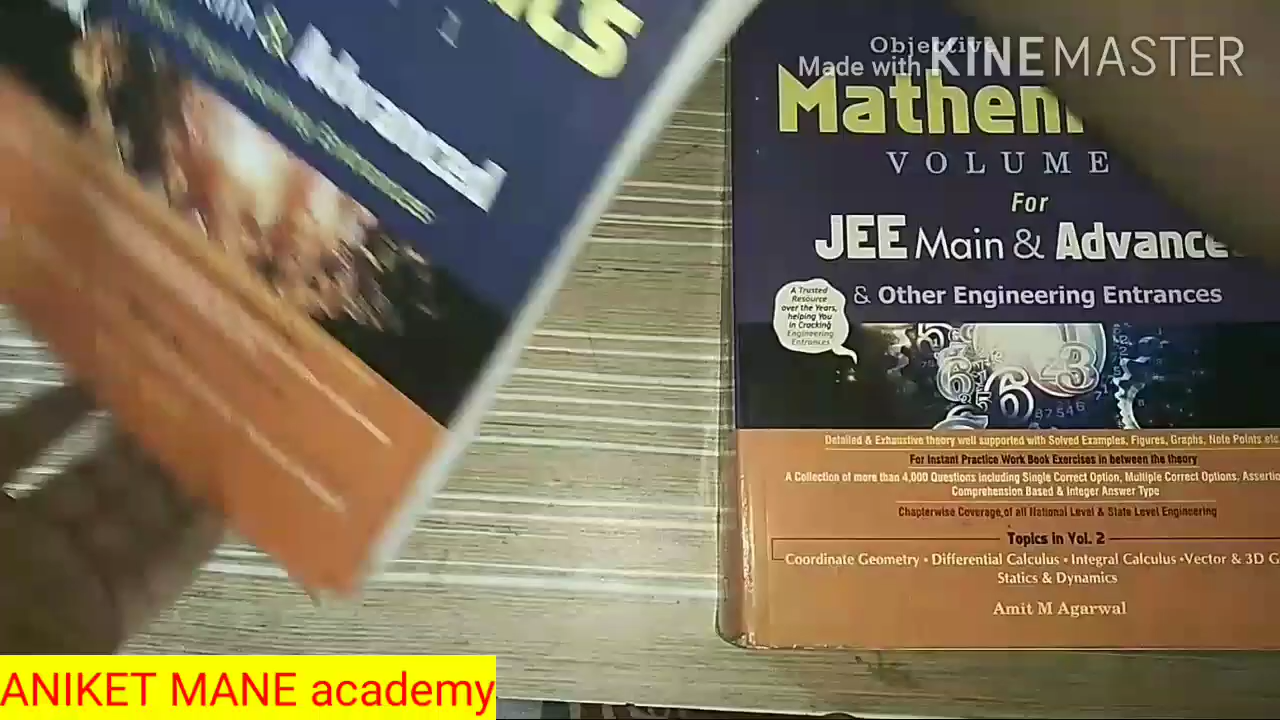 Advanced
Objective
Made with KINEMASTER
Mathem
VOLUME
For
JEE Main & Advance
& Other Engineering Entrances
A Trusted
Resource
over the Years,
helping You
in Cracking
Engineering
Entrances
Detailed & Exhaustive theory well supported with Solved Examples, Figures, Graphs, Note Points etc
For Instant Practice Work Book Exercises in between the theory
A Collection of more than 4,000 Questions including Single Correct Option, Multiple Correct Options, Assertio
Comprehension Based & Integer Answer Type
Chapterwise Coverage of all National Level & State Level Engineering
Topics in Vol. 2
Coordinate Geometry • Differential Calculus • Integral Calculus •Vector & 3D G
Statics & Dynamics
Amit M Agarwal
ANIKET MANE academy